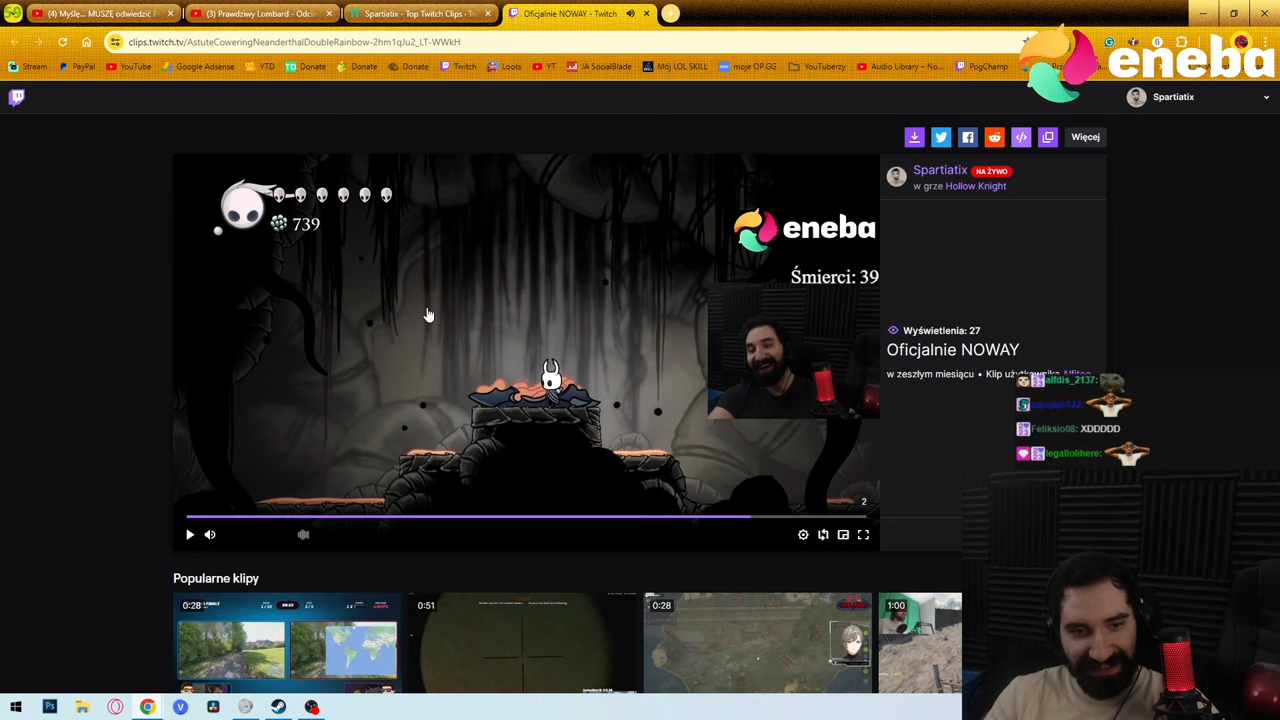 (4) Myślę... MUSZĘ odwiedzić
(3) Prawdziwy Lombard - Odci
Spartiatix - Top Twitch Clips - T
Oficjalnie NOWAY - Twitch
clips.twitch.tv/AstuteCoweringNeanderthalDoubleRainbow-2hm1qJu2_LT-WWkH
Stream
PayPal
YouTube
Google Adsense
YTD
Donate
Donate
Donate
Twitch
Loots
YT
JA SocialBlade
Mój LOL SKILL
moje OP.GG
YouTuberzy
Audio Library – No...
PogChamp
eneba
Spartiatix
Więcej
739
eneba
Śmierci: 39
Spartiatix NA ŻYWO
w grze Hollow Knight
Wyświetlenia: 27
Oficjalnie NOWAY
w zeszłym miesiącu • Klip użytkownika
alfdis_2137:
Feliksio08: XDDDDD
legallolihere:
2
Popularne klipy
0:28
0:51
0:28
1:00